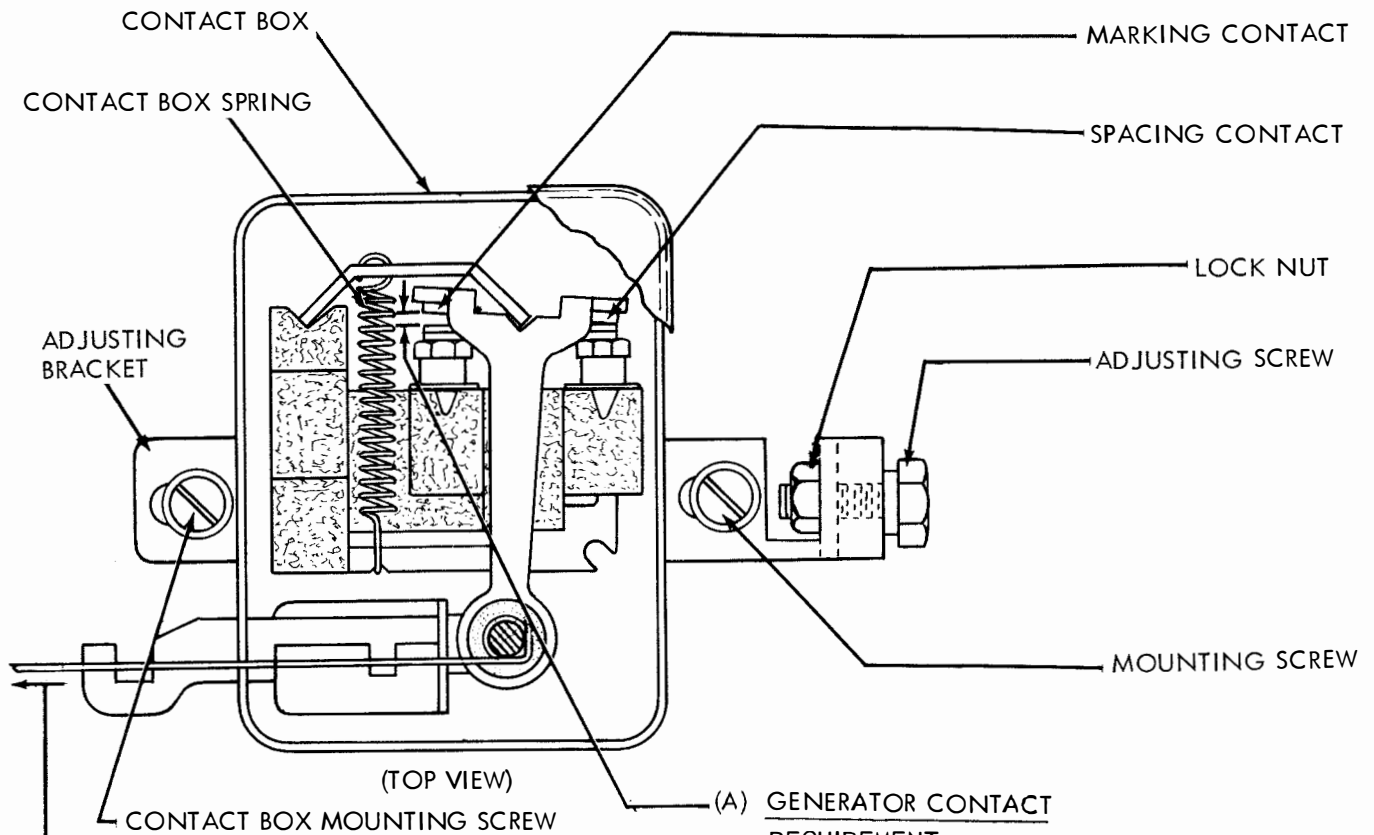 CONTACT BOX
MARKING CONTACT
CONTACT BOX SPRING
SPACING CONTACT
LOCK NUT
ADJUSTING
BRACKET
ADJUSTING SCREW
MOUNTING SCREW
(TOP VIEW)
(A) GENERATOR CONTACT
CONTACT BOX MOUNTING SCREW
REQUIREMENT